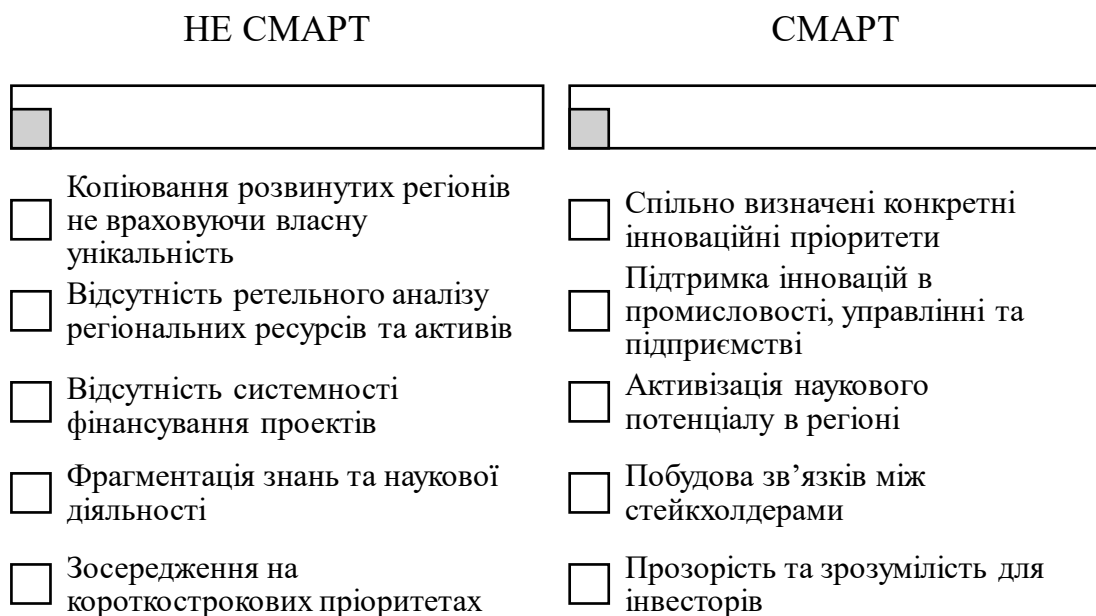 НЕ СМАРТ
Копіювання розвинутих регіонів
не враховуючи власну
унікальність
Відсутність ретельного аналізу
регіональних ресурсів та активів
Відсутність системності
фінансування проектів
Фрагментація знань та наукової
діяльності
Зосередження на
короткострокових пріоритетах
СМАРТ
Спільно визначені конкретні
інноваційні пріоритети
Підтримка інновацій в
промисловості, управлінні та
підприємстві
Активізація наукового
потенціалу в регіоні
Побудова зв’язків між
стейкхолдерами
Прозорість та зрозумілість для
інвесторів